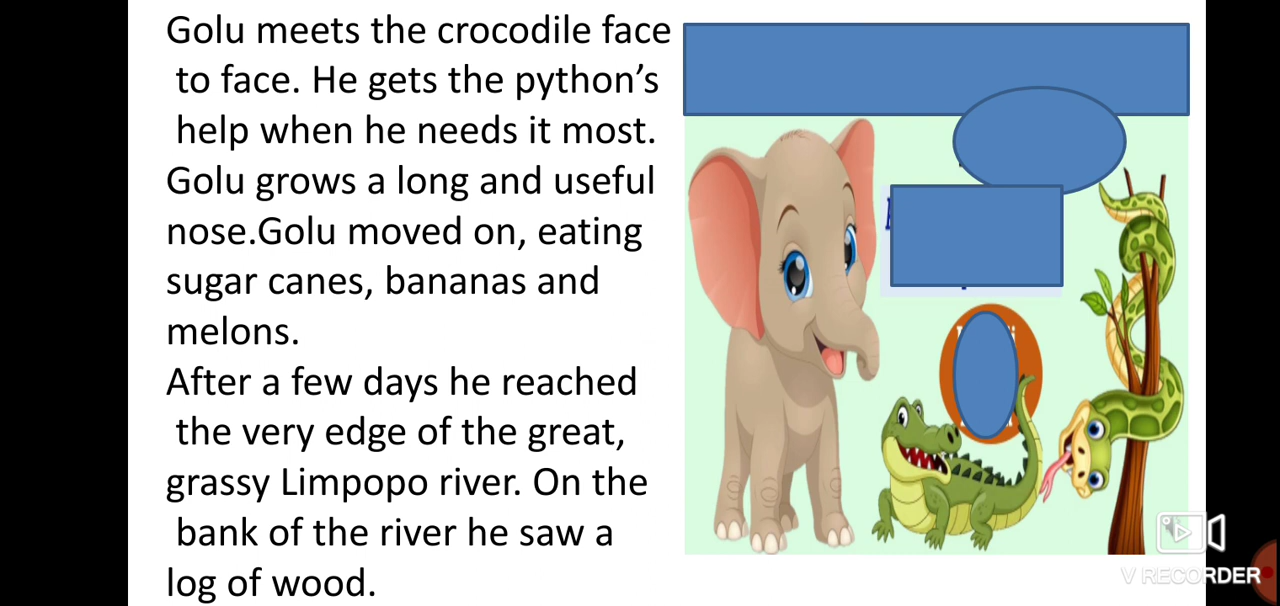 Golu meets the crocodile face
to face. He gets the python’s
help when he needs it most.
Golu grows a long and useful
nose.Golu moved on, eating
sugar canes, bananas and
melons.
After a few days he reached
the very edge of the great,
grassy Limpopo river. On the
bank of the river he saw a
log of wood.
V RECORDER